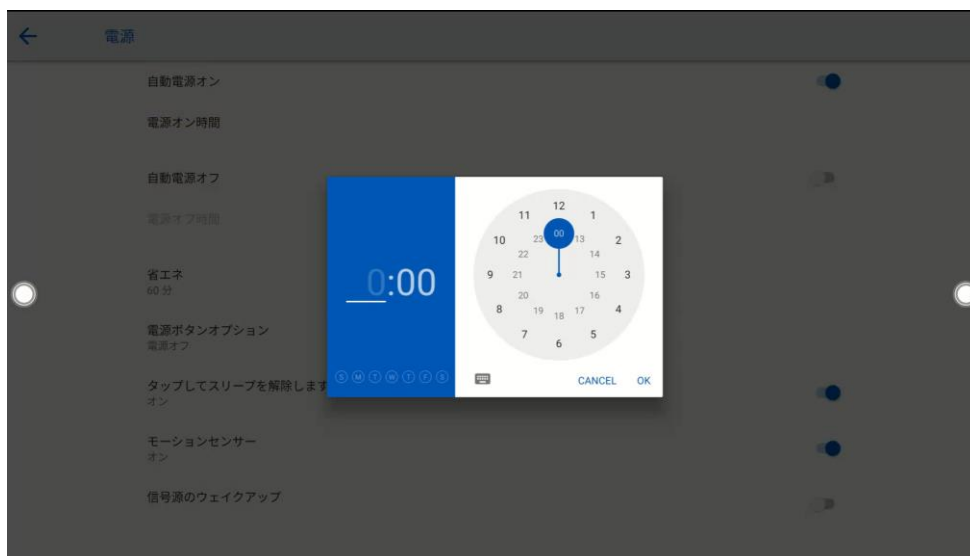 電源
自動電源オン
電源オン時間
自動電源オフ
電源オフ時間
省エネ
60 分
電源ボタンオプション
電源オフ
タップしてスリープを解除します
オン
モーションセンサー
オン
信号源のウェイクアップ
0:00
S M T W T F S
12
11 1
00
23 13
10 2
22 14
9 21 15 3
20 16
8 4
19 17
18
7 5
6
CANCEL OK